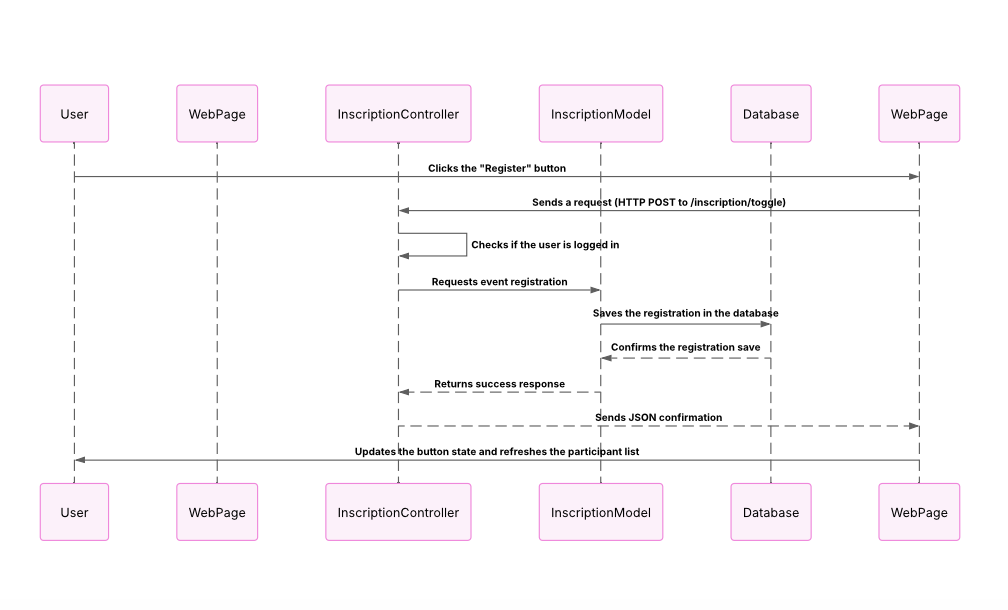 User
WebPage
InscriptionController
InscriptionModel
Database
WebPage
Clicks the "Register" button
Sends a request (HTTP POST to /inscription/toggle)
Checks if the user is logged in
Requests event registration
Saves the registration in the database
Confirms the registration save
Returns success response
Sends JSON confirmation
Updates the button state and refreshes the participant list
User
WebPage
InscriptionController
InscriptionModel
Database
WebPage